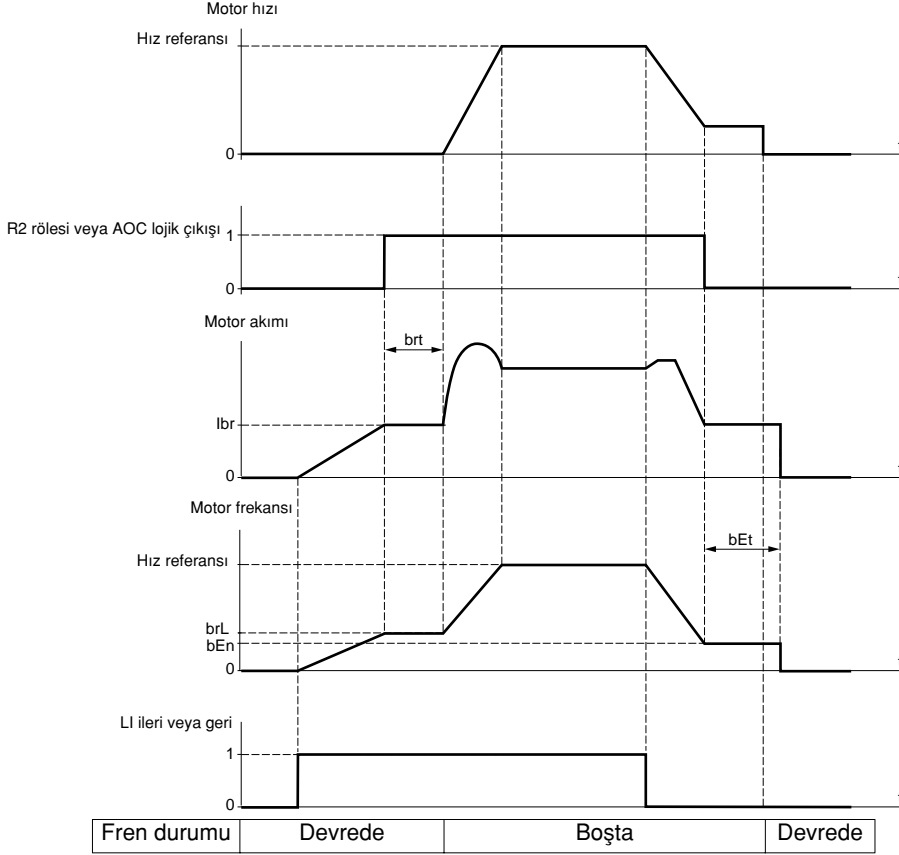 Motor hızı
Hız referansı
0
R2 rölesi veya AOC lojik çıkışı
1
0
Motor akımı
brt
Ibr
0
Motor frekansı
bEt
Hız referansı
brL
bEn
0
LI ileri veya geri
1
0
Fren durumu Devrede Boşta Devrede